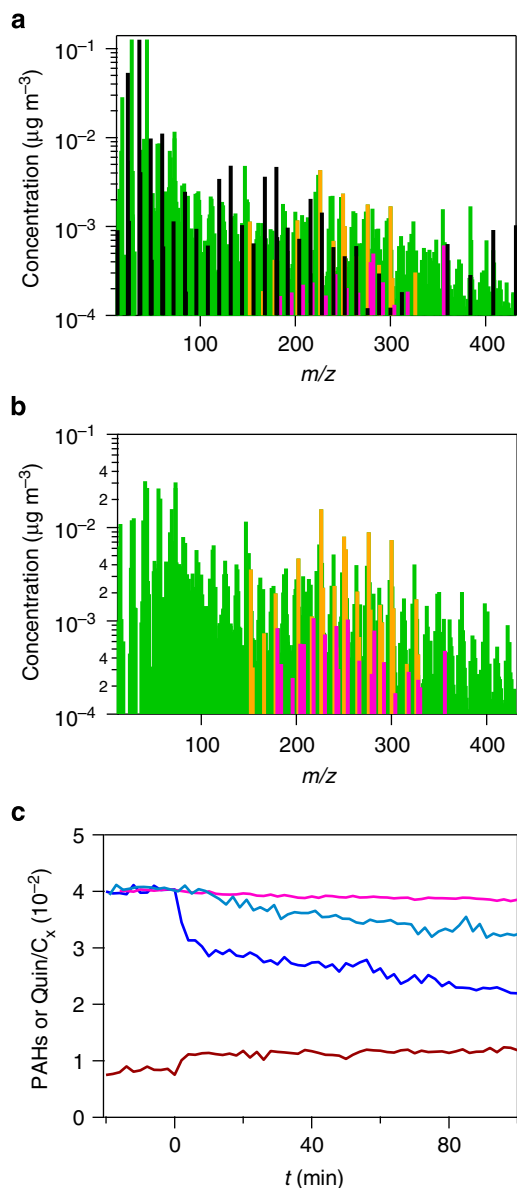 a
Concentration (μg m⁻³)
10⁻¹
10⁻²
10⁻³
10⁻⁴
100 200 300 400
m/z
b
Concentration (μg m⁻³)
10⁻¹
4
2
10⁻²
4
2
10⁻³
4
2
10⁻⁴
100 200 300 400
m/z
c
PAHs or Quin/Cₓ (10⁻²)
5
4
3
2
1
0
0 40 80
t (min)